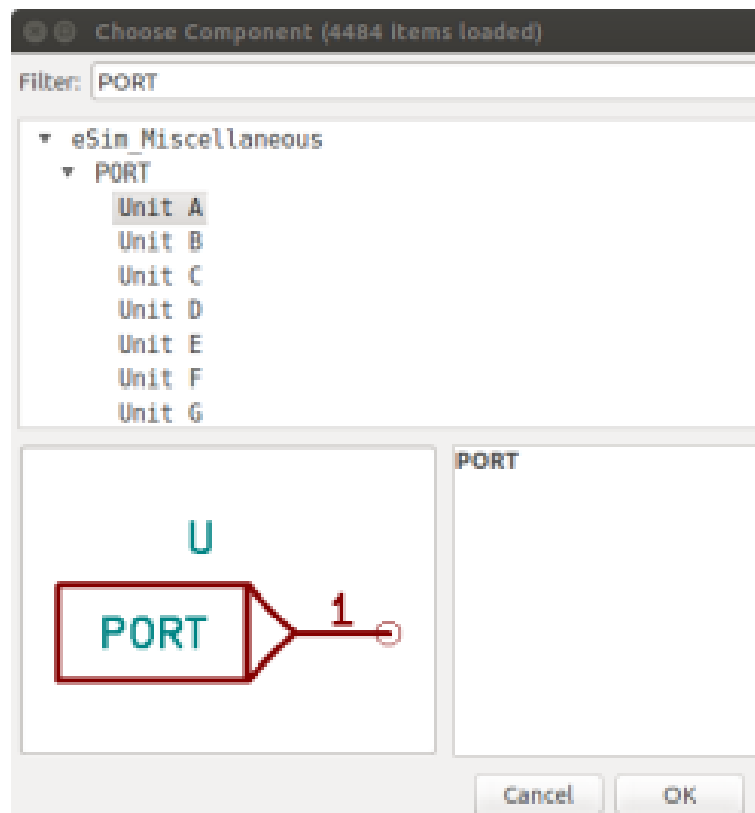 Choose Component (4484 items loaded)
Filter: PORT
eSim_Miscellaneous
PORT
Unit A
Unit B
Unit C
Unit D
Unit E
Unit F
Unit G
U
PORT
1
PORT
Cancel OK